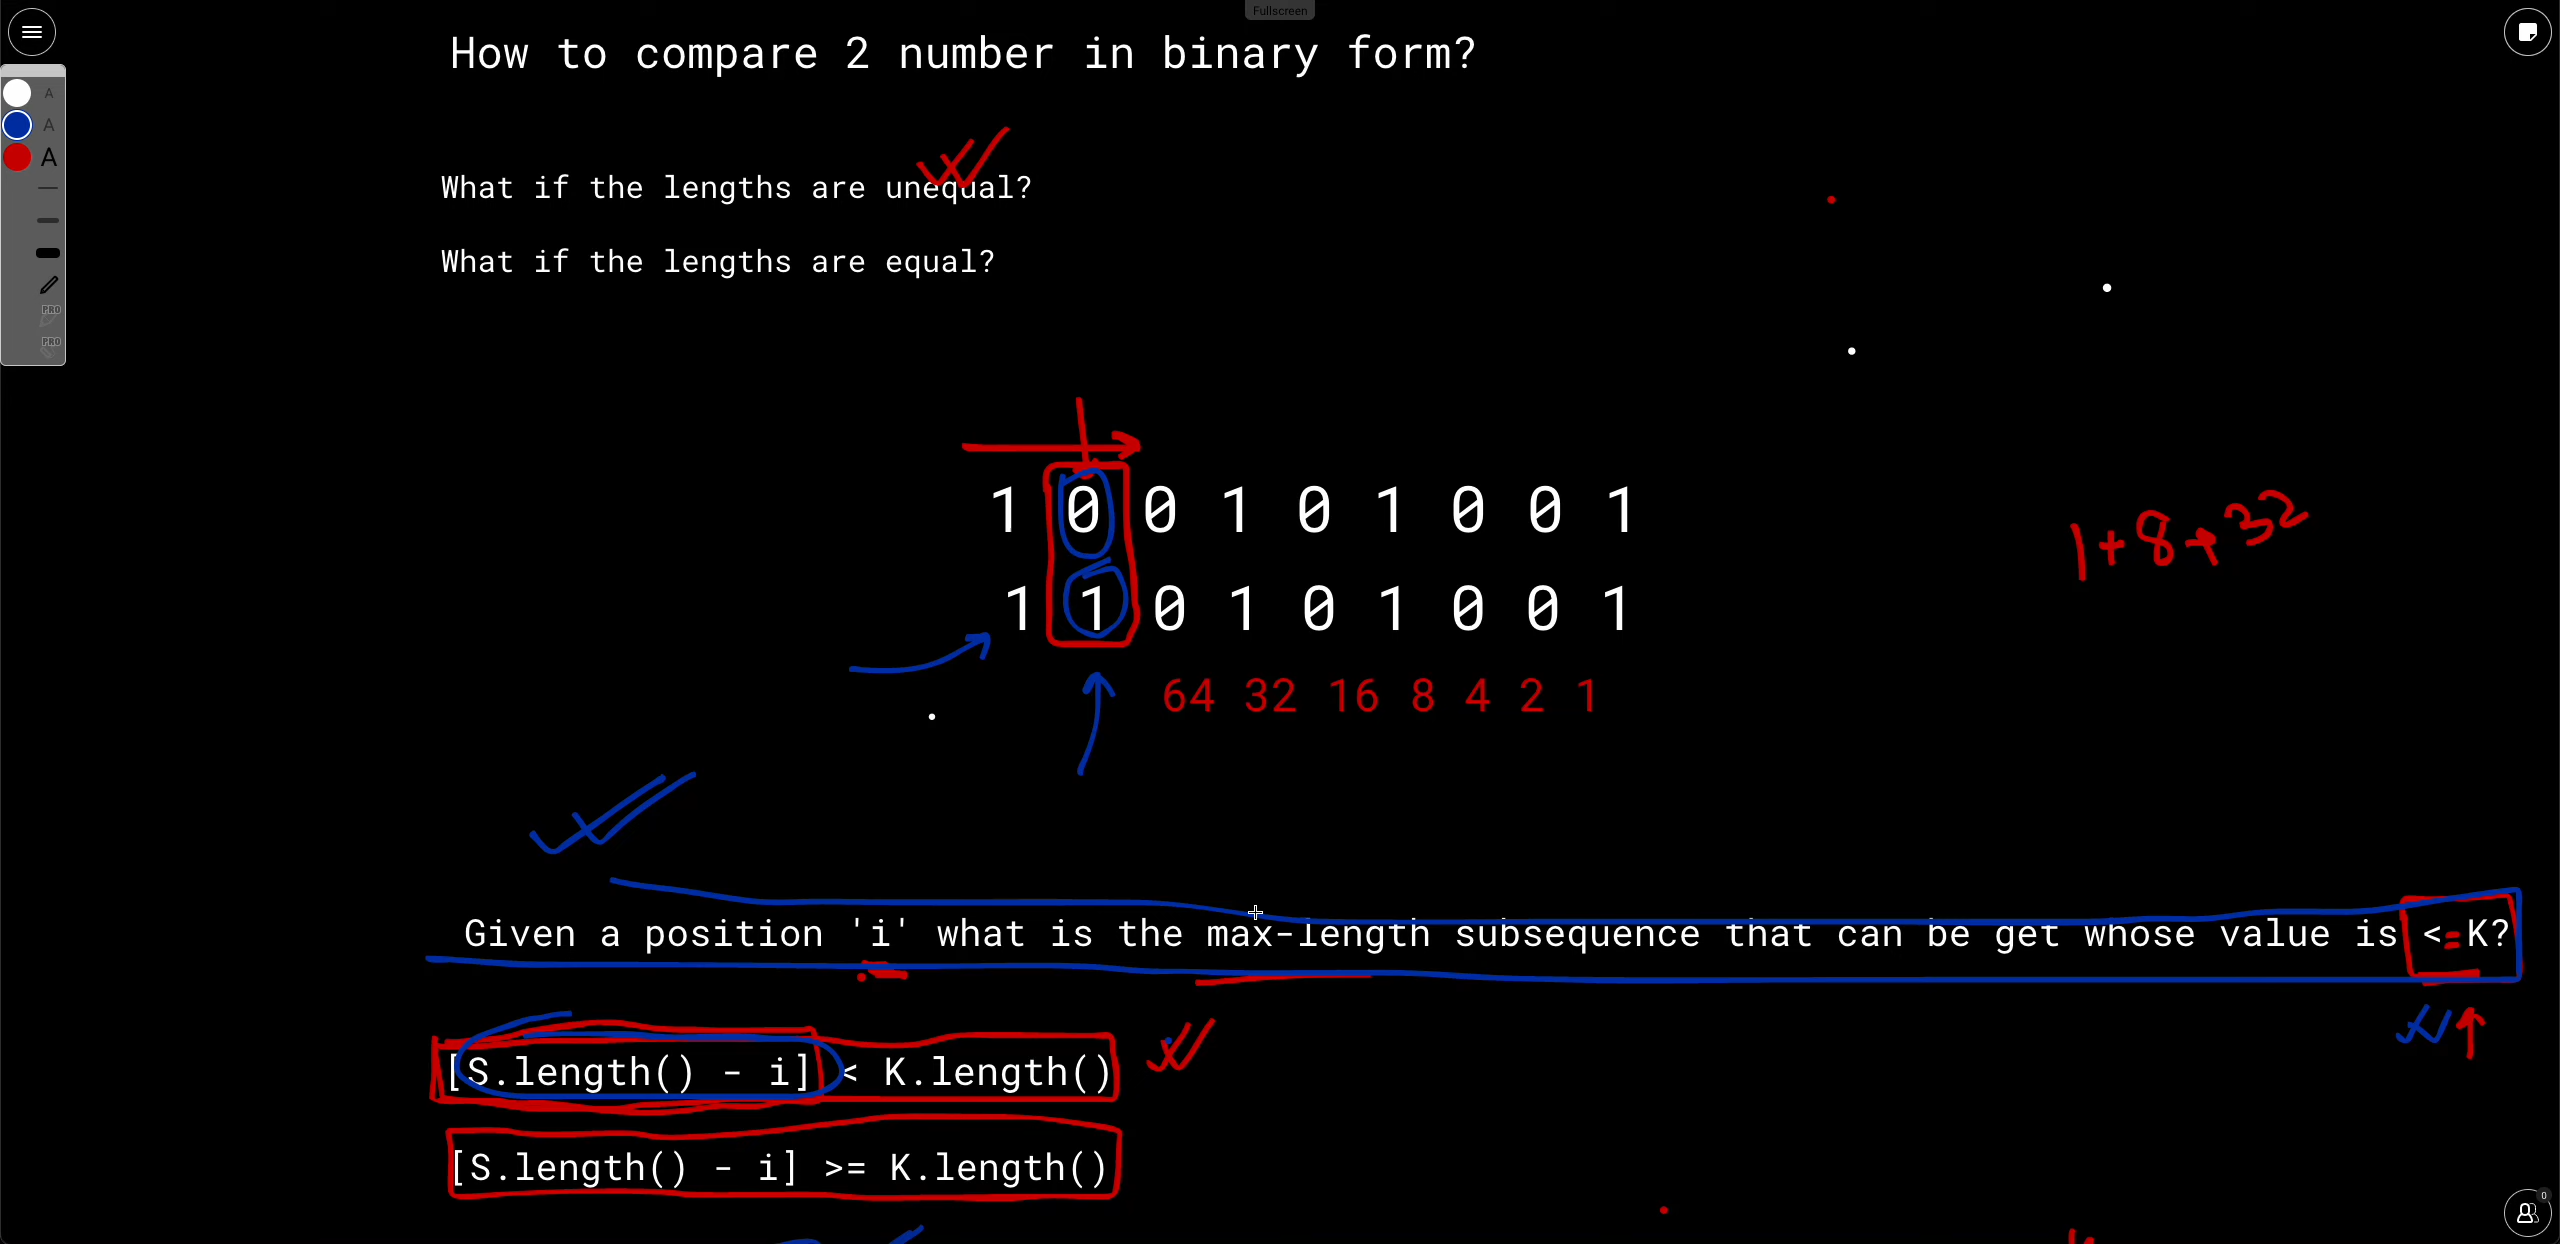 Fullscreen
How to compare 2 number in binary form?
A
A
A
PRO
PRO
What if the lengths are unequal?
What if the lengths are equal?
1 0 0 1 0 1 0 0 1
1 1 0 1 0 1 0 0 1
64 32 16 8 4 2 1
1+8+32
Given a position 'i' what is the max-length subsequence that can be get whose value is <=K?
[S.length() - i] < K.length()
[S.length() - i] >= K.length()
0